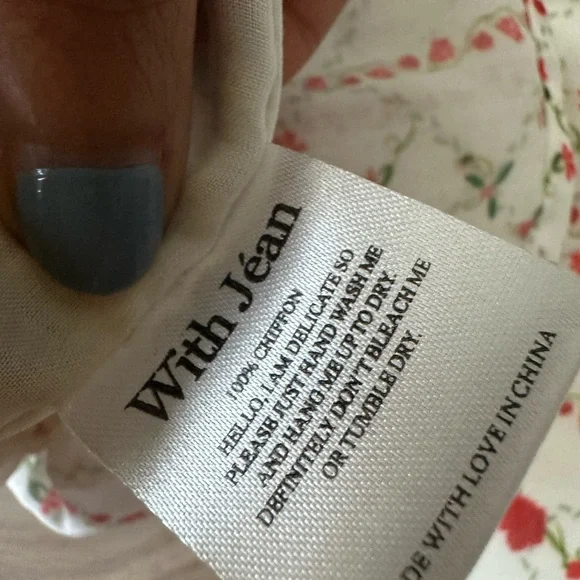 With Jéan
100% CHIFFON
HELLO, I AM DELICATE SO
PLEASE JUST HAND WASH ME
AND HANG ME UP TO DRY.
DEFINITELY DON'T BLEACH ME
OR TUMBLE DRY.
DE WITH LOVE IN CHINA